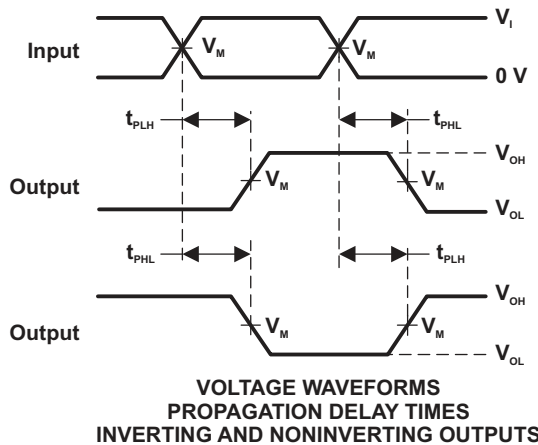 V_I
Input
V_M
V_M
0 V
t_PLH
t_PHL
V_OH
Output
V_M
V_M
V_OL
t_PHL
t_PLH
V_OH
Output
V_M
V_M
V_OL
VOLTAGE WAVEFORMS
PROPAGATION DELAY TIMES
INVERTING AND NONINVERTING OUTPUTS